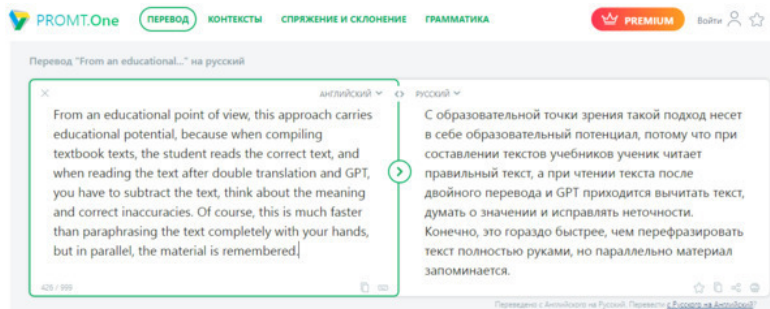 PROMT.One ПЕРЕВОД КОНТЕКСТЫ СПРЯЖЕНИЕ И СКЛОНЕНИЕ ГРАММАТИКА PREMIUM Войти
Перевод "From an educational..." на русский
АНГЛИЙСКИЙ РУССКИЙ
From an educational point of view, this approach carries
educational potential, because when compiling
textbook texts, the student reads the correct text, and
when reading the text after double translation and GPT,
you have to subtract the text, think about the meaning
and correct inaccuracies. Of course, this is much faster
than paraphrasing the text completely with your hands,
but in parallel, the material is remembered.
428 / 999
С образовательной точки зрения такой подход несет
в себе образовательный потенциал, потому что при
составлении текстов учебников ученик читает
правильный текст, а при чтении текста после
двойного перевода и GPT приходится вычитать текст,
думать о значении и исправлять неточности.
Конечно, это гораздо быстрее, чем перефразировать
текст полностью руками, но параллельно материал
запоминается.
Переведено с Английского на Русский. Перевести с Русского на Английский?